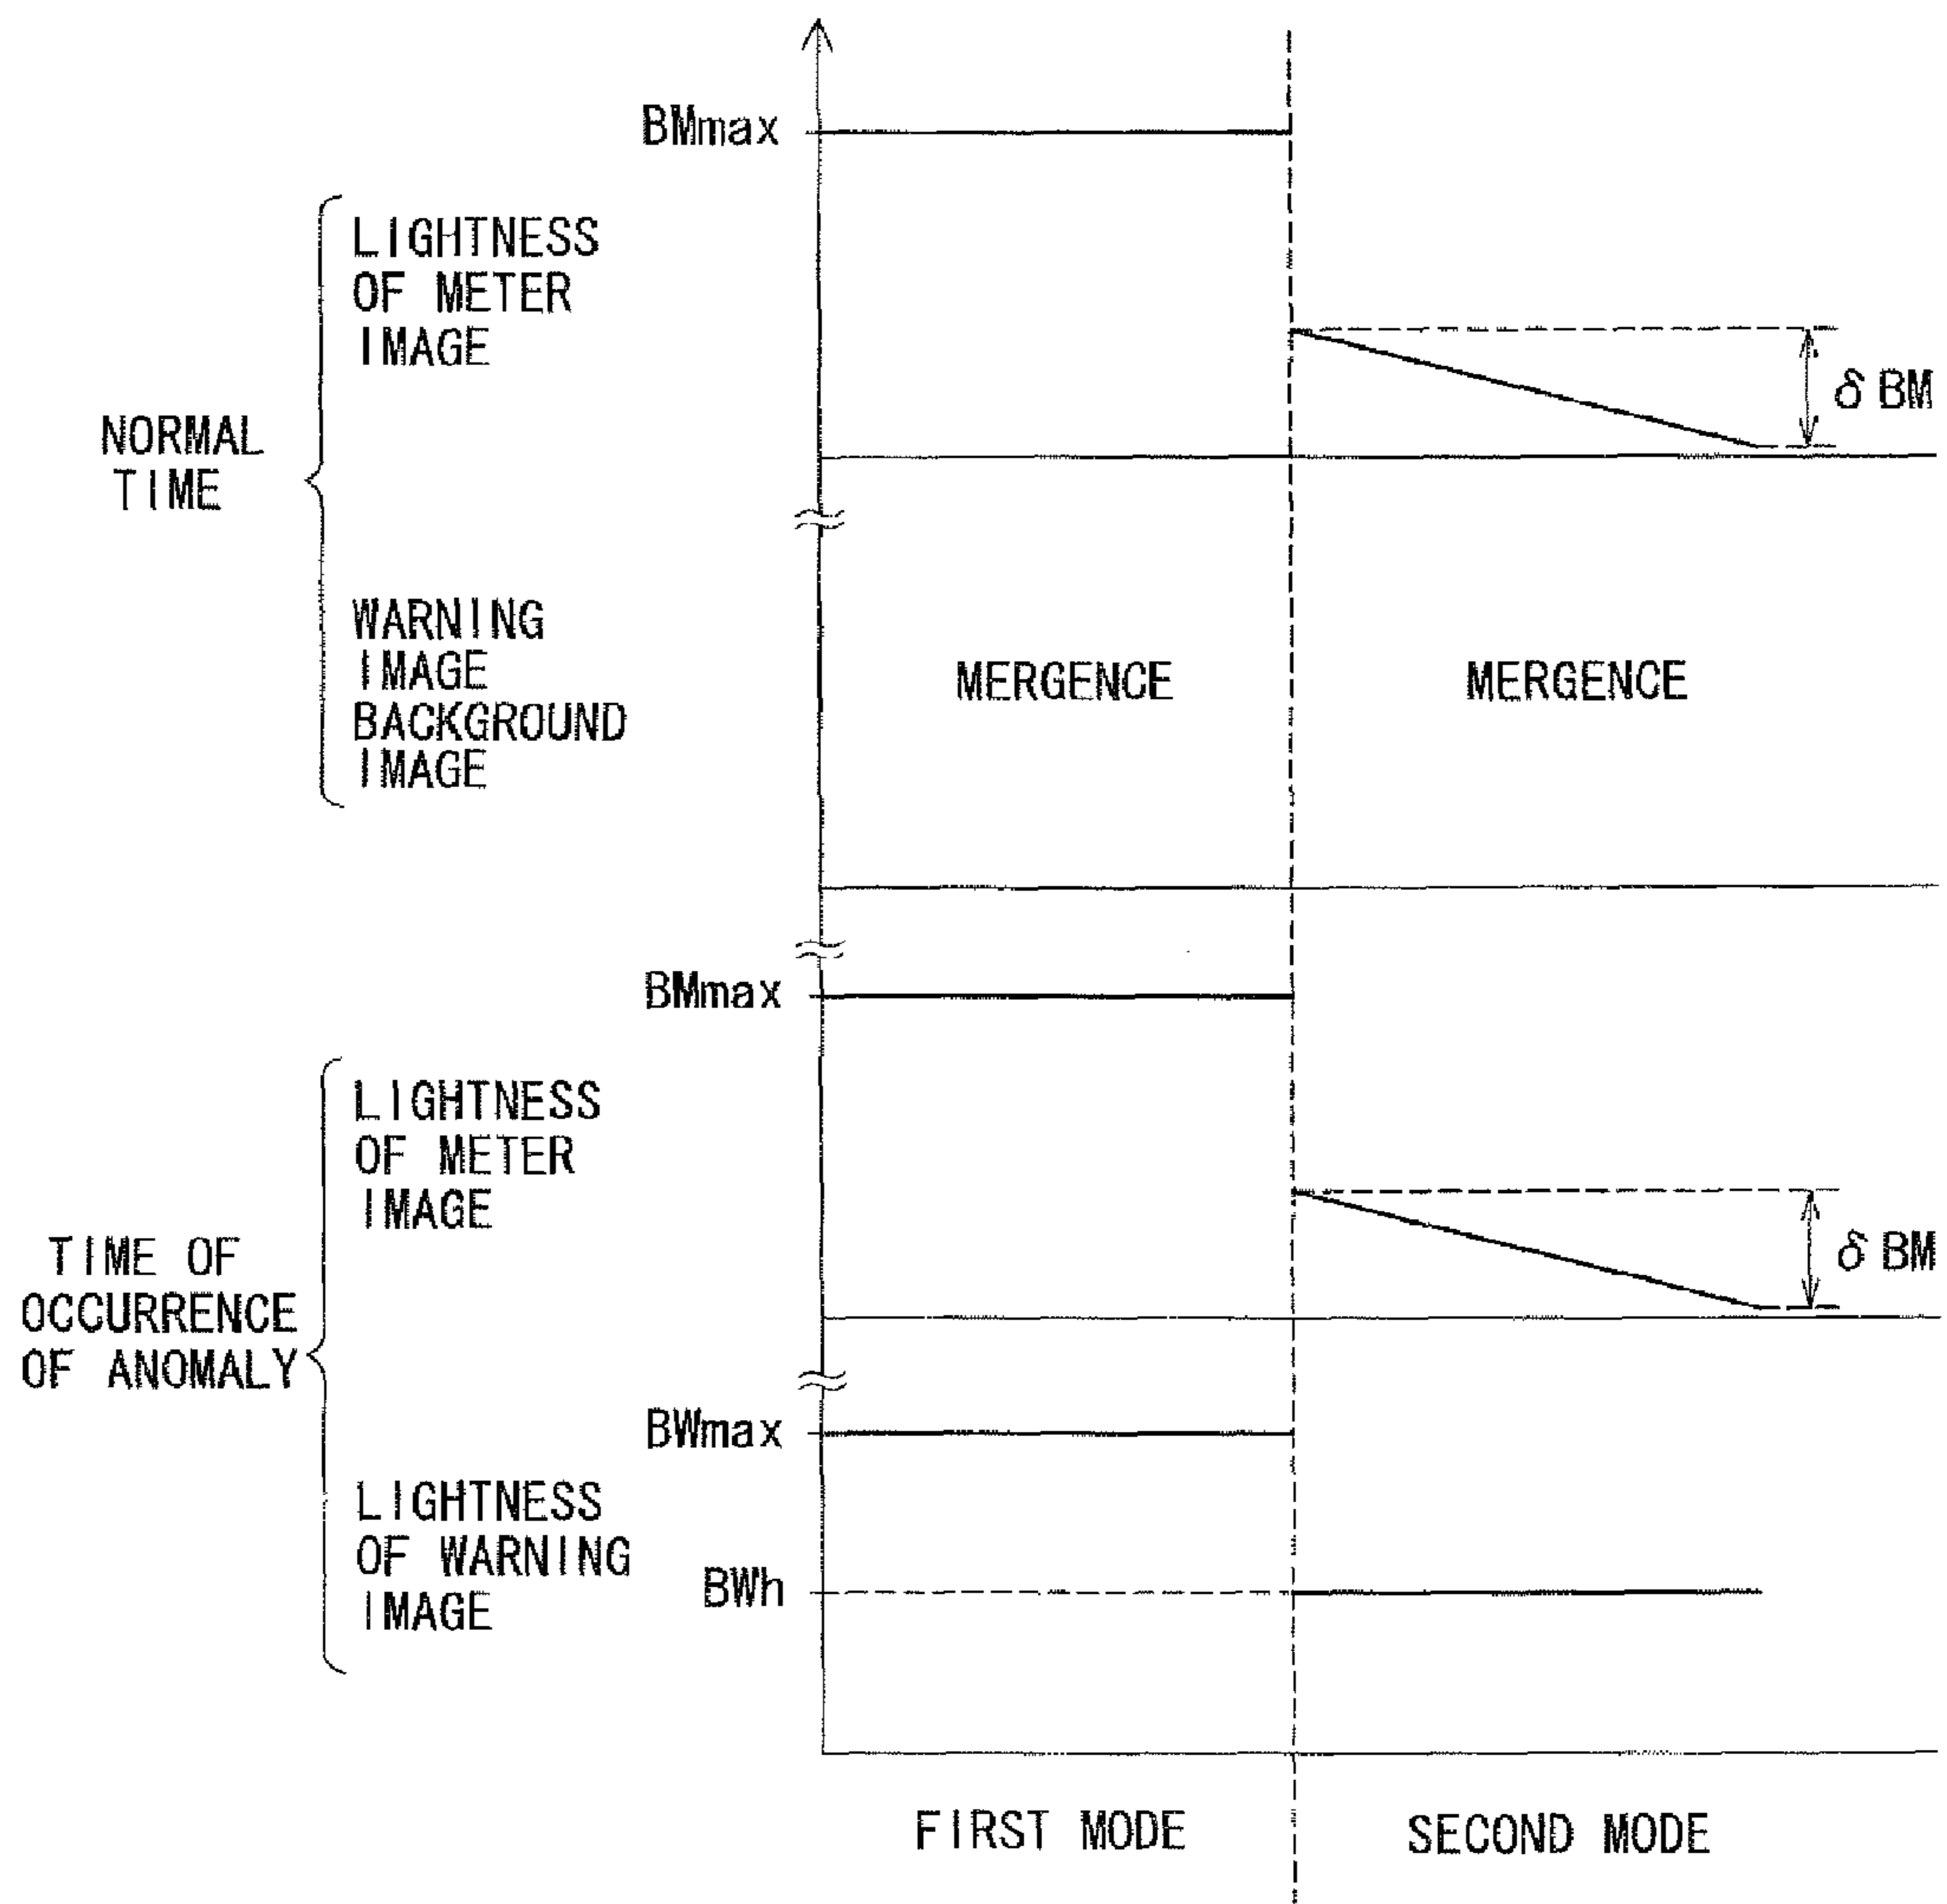 BMmax
LIGHTNESS
OF METER
IMAGE
δ BM
NORMAL
TIME
WARNING
IMAGE
BACKGROUND
IMAGE
MERGENCE
MERGENCE
BMmax
LIGHTNESS
OF METER
IMAGE
δ BM
TIME OF
OCCURRENCE
OF ANOMALY
BWmax
LIGHTNESS
OF WARNING
IMAGE
BWh
FIRST MODE
SECOND MODE